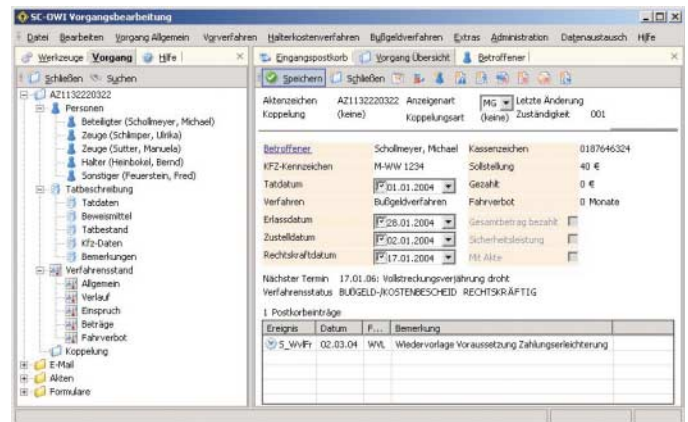 SC-OWI Vorgangsbearbeitung
Datei Bearbeiten Vorgang Allgemein Vorverfahren Halterkostenverfahren Bußgeldverfahren Extras Administration Datenaustausch Hilfe
Werkzeuge Vorgang Hilfe
Schließen Suchen
AZ1132220322
Personen
Beteiligter (Schollmeyer, Michael)
Zeuge (Schlimper, Ulrika)
Zeuge (Sutter, Manuela)
Halter (Heinbokel, Bernd)
Sonstiger (Feuerstein, Fred)
Tatbeschreibung
Tatdaten
Beweismittel
Tatbestand
Kfz-Daten
Bemerkungen
Verfahrensstand
Allgemein
Verlauf
Einspruch
Beträge
Fahrverbot
Koppelung
E-Mail
Akten
Formulare
Eingangspostkorb Vorgang Übersicht Betroffener
Speichern Schließen
Aktenzeichen AZ1132220322 Anzeigenart MG Letzte Änderung
Koppelung (keine) Koppelungsart (keine) Zuständigkeit 001
Betroffener Schollmeyer, Michael Kassenzeichen 0187646324
KFZ-Kennzeichen M-WW 1234 Sollstellung 40 €
Tatdatum 01.01.2004 Gezahlt 0 €
Verfahren Bußgeldverfahren Fahrverbot 0 Monate
Erlassdatum 28.01.2004 Gesamtbetrag bezahlt
Zustelldatum 02.01.2004 Sicherheitsleistung
Rechtskraftdatum 17.01.2004 Mit Akte
Nächster Termin 17.01.06: Vollstreckungsverjährung droht
Verfahrensstatus BUßGELD-/KOSTENBESCHEID RECHTSKRÄFTIG
1 Postkorbeinträge
Ereignis Datum F... Bemerkung
S_WvlFr 02.03.04 WVL Wiedervorlage Voraussetzung Zahlungserleichterung